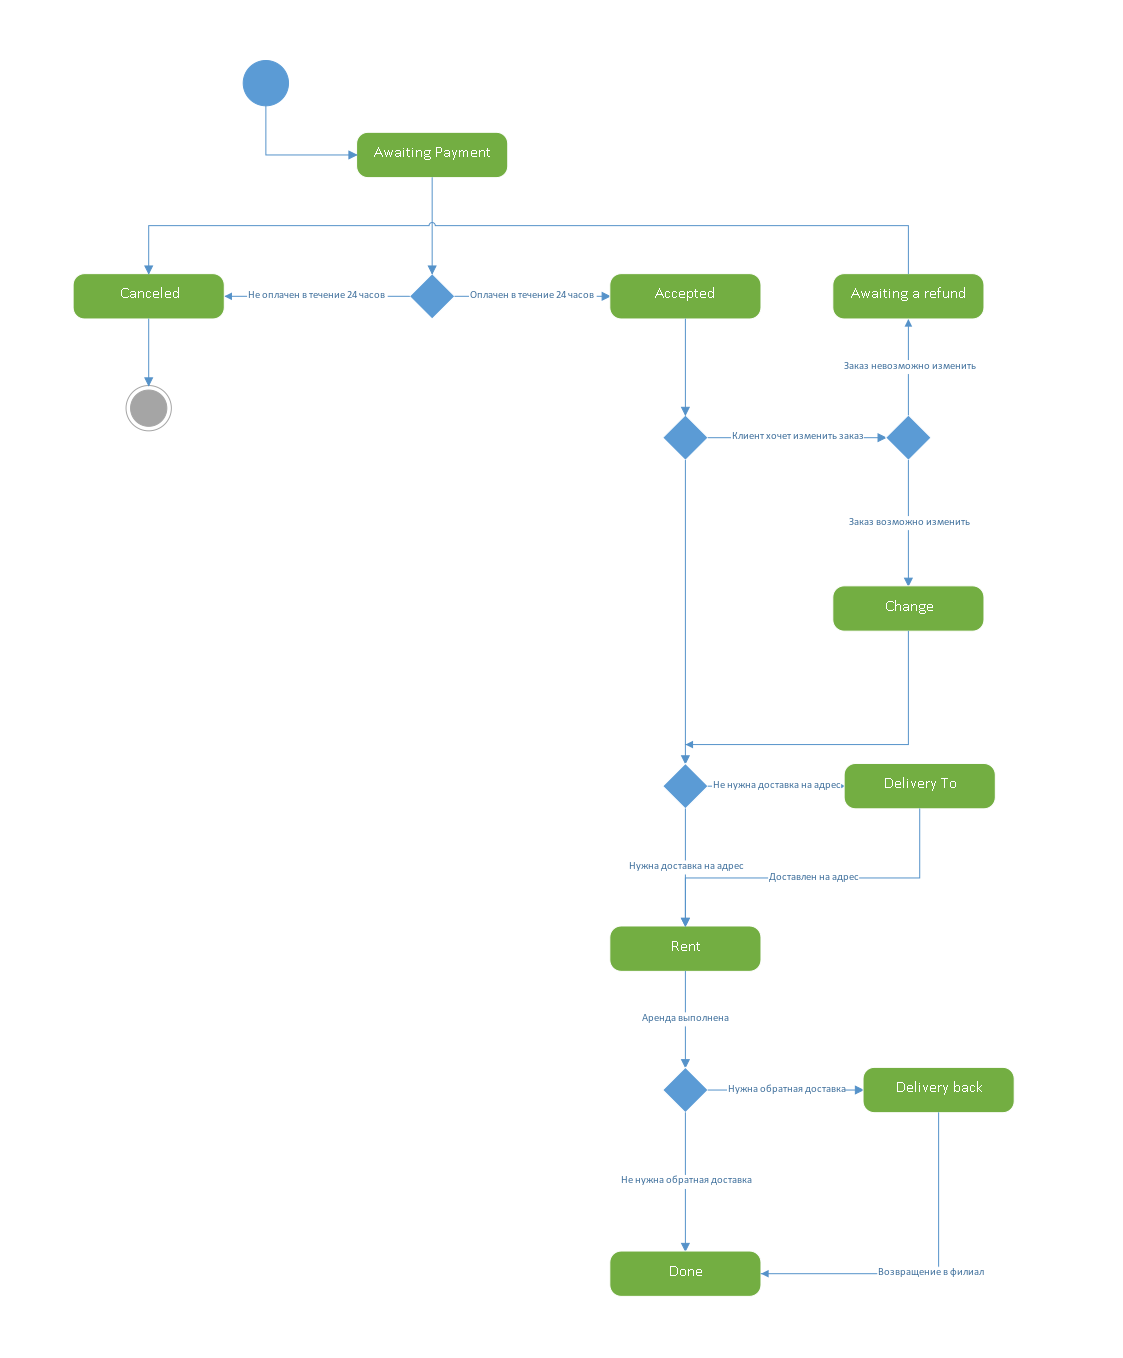 Awaiting Payment
Canceled
Не оплачен в течение 24 часов
Оплачен в течение 24 часов
Accepted
Awaiting a refund
Заказ невозможно изменить
Клиент хочет изменить заказ
Заказ возможно изменить
Change
Не нужна доставка на адрес
Delivery To
Нужна доставка на адрес
Доставлен на адрес
Rent
Аренда выполнена
Нужна обратная доставка
Delivery back
Не нужна обратная доставка
Done
Возвращение в филиал